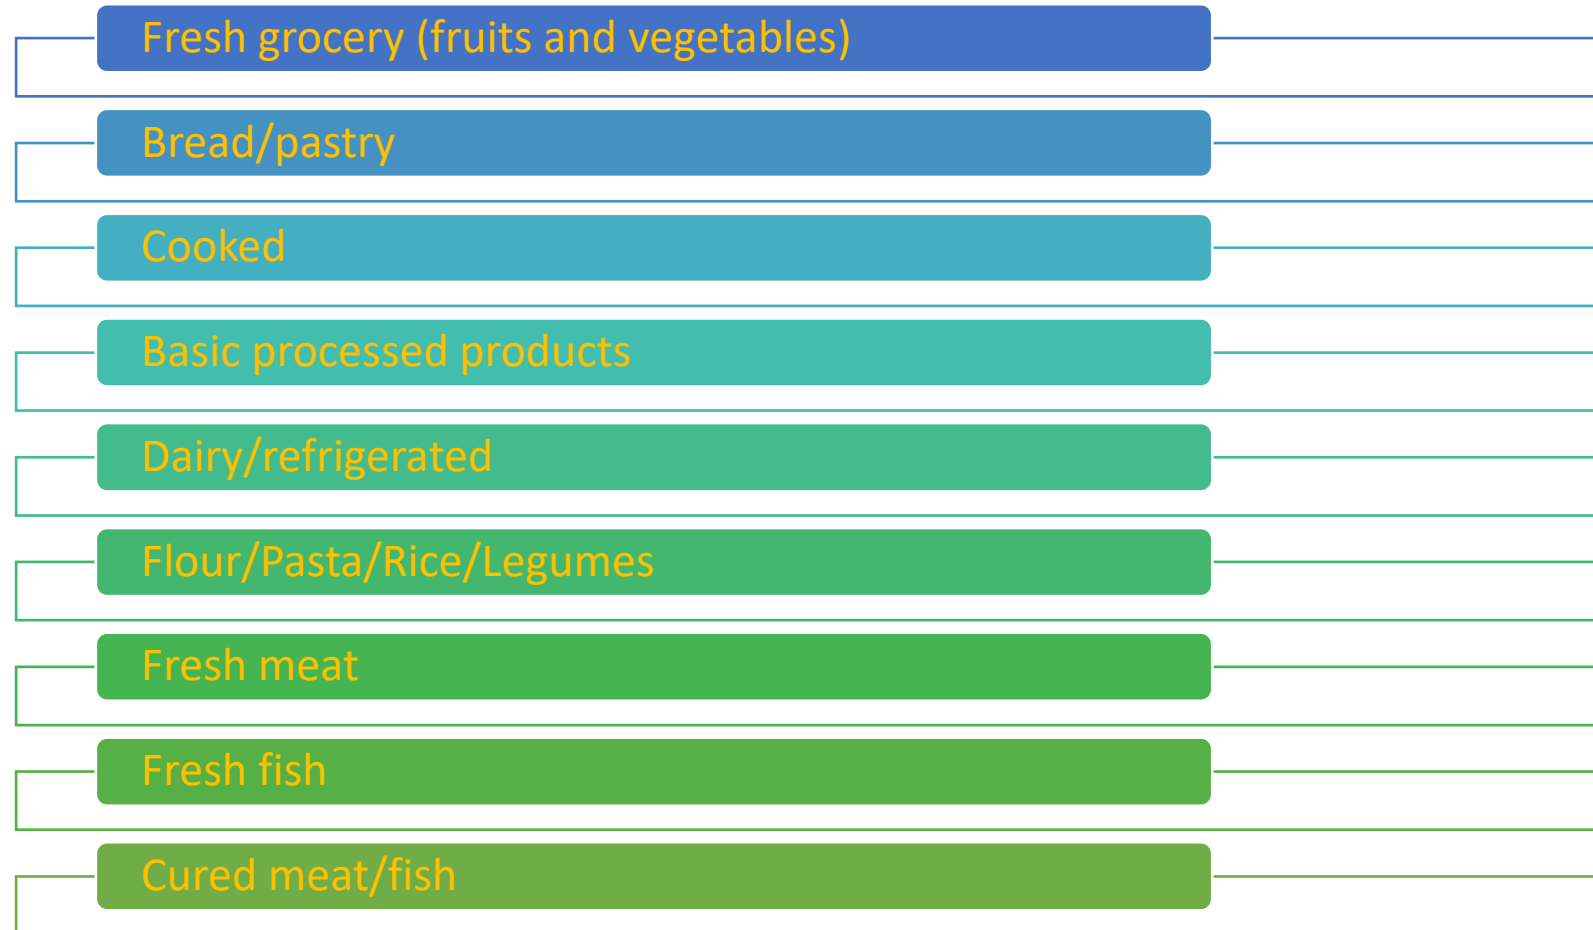 Fresh grocery (fruits and vegetables)
Bread/pastry
Cooked
Basic processed products
Dairy/refrigerated
Flour/Pasta/Rice/Legumes
Fresh meat
Fresh fish
Cured meat/fish